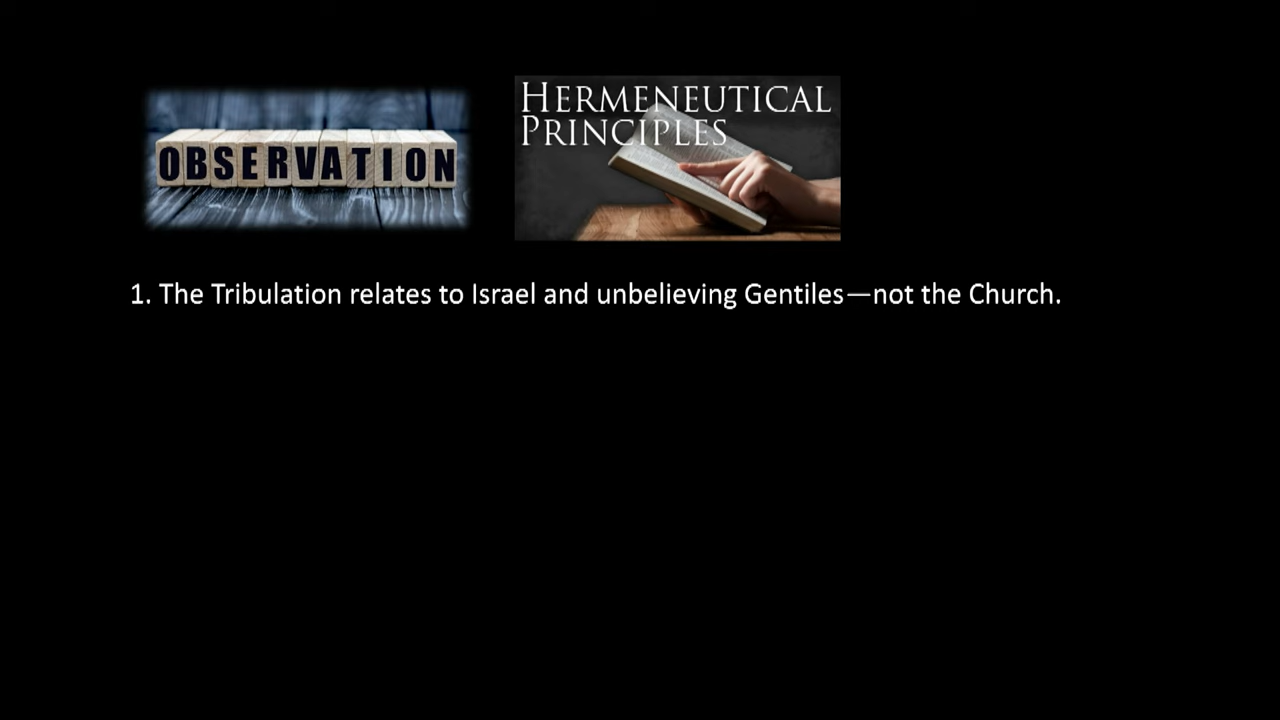 OBSERVATION
HERMENEUTICAL
PRINCIPLES
1. The Tribulation relates to Israel and unbelieving Gentiles—not the Church.